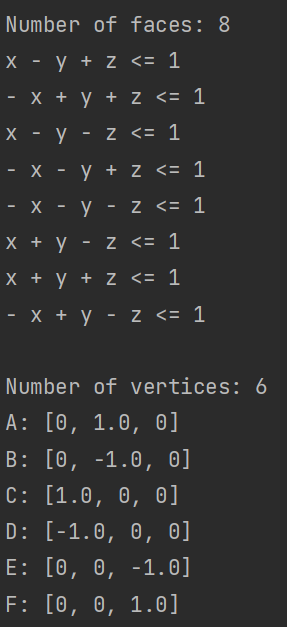 Number of faces: 8
x - y + z <= 1
- x + y + z <= 1
x - y - z <= 1
- x - y + z <= 1
- x - y - z <= 1
x + y - z <= 1
x + y + z <= 1
- x + y - z <= 1
Number of vertices: 6
A: [0, 1.0, 0]
B: [0, -1.0, 0]
C: [1.0, 0, 0]
D: [-1.0, 0, 0]
E: [0, 0, -1.0]
F: [0, 0, 1.0]